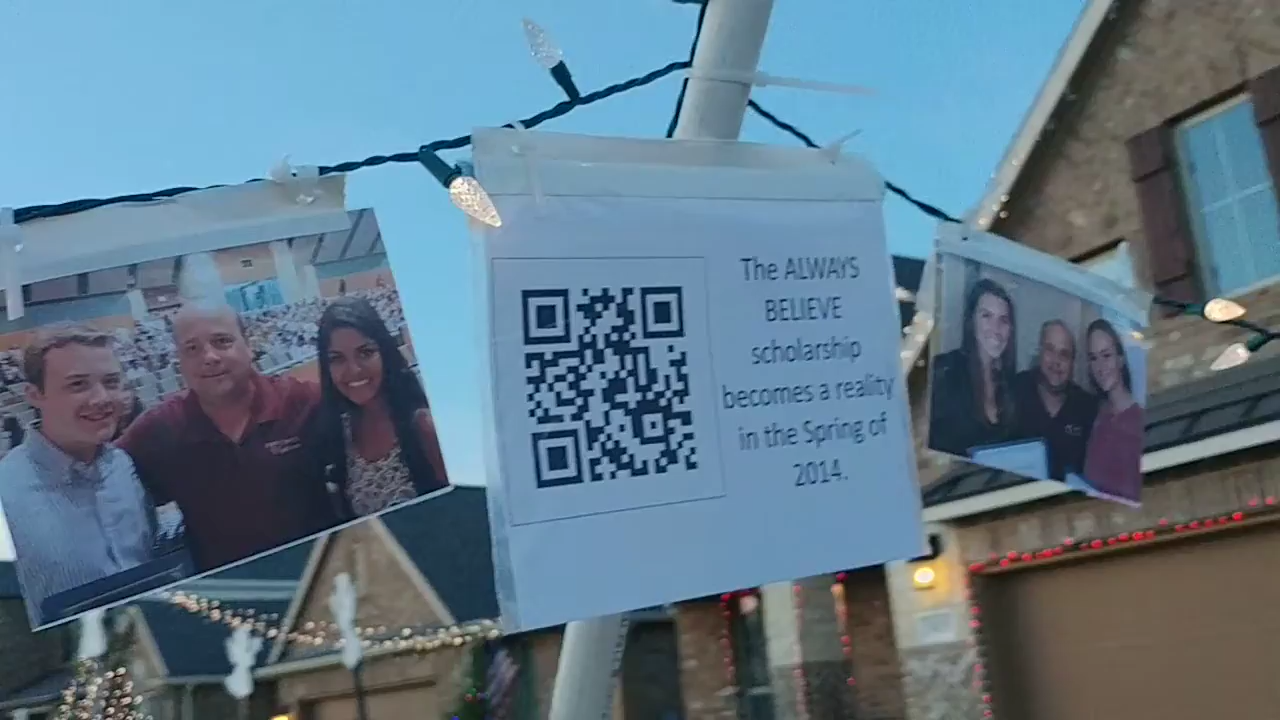 The ALWAYS
BELIEVE
scholarship
becomes a reality
in the Spring of
2014.